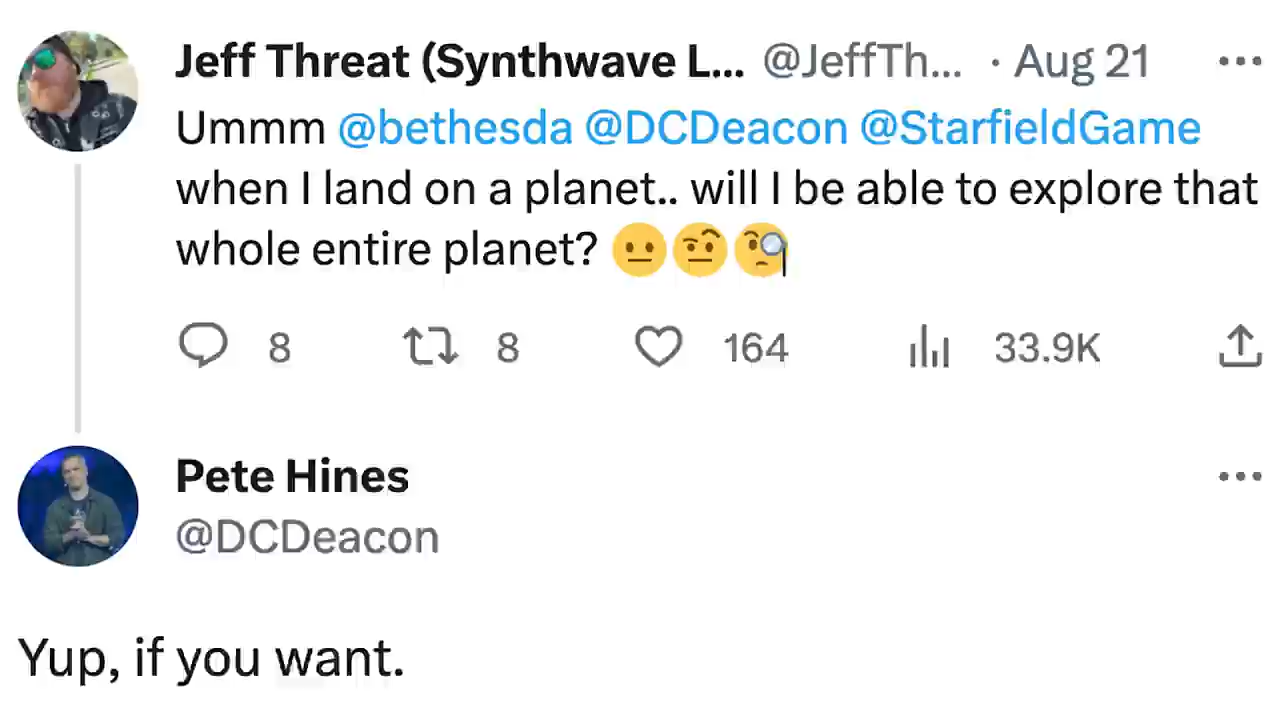 Jeff Threat (Synthwave L... @JeffTh... · Aug 21
Ummm @bethesda @DCDeacon @StarfieldGame
when I land on a planet.. will I be able to explore that
whole entire planet? 😐🤨🧐
8 8 164 33.9K
Pete Hines
@DCDeacon
Yup, if you want.